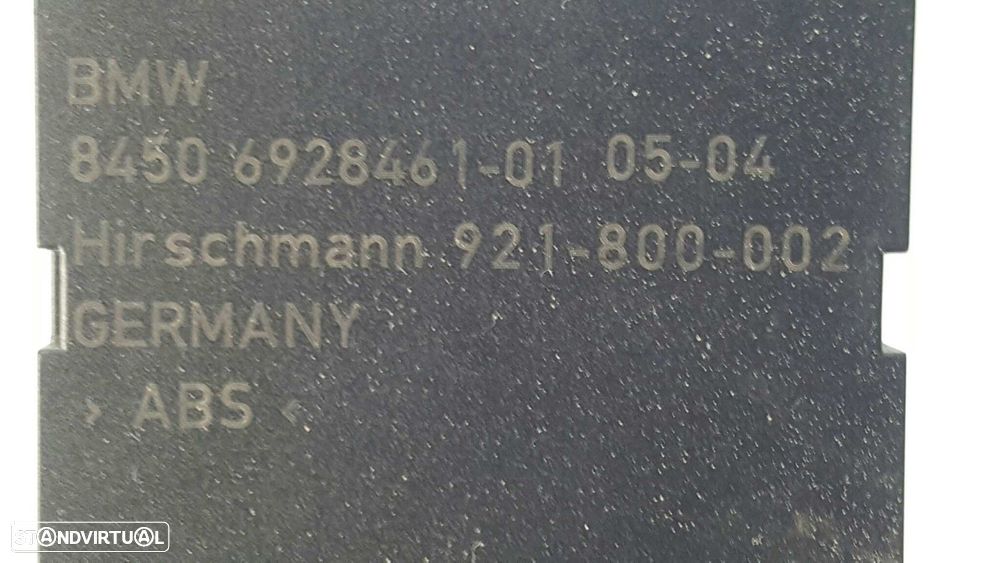 BMW
8450 6928461-01 05-04
Hirschmann 921-800-002
GERMANY
> ABS <
STANDVIRTUAL